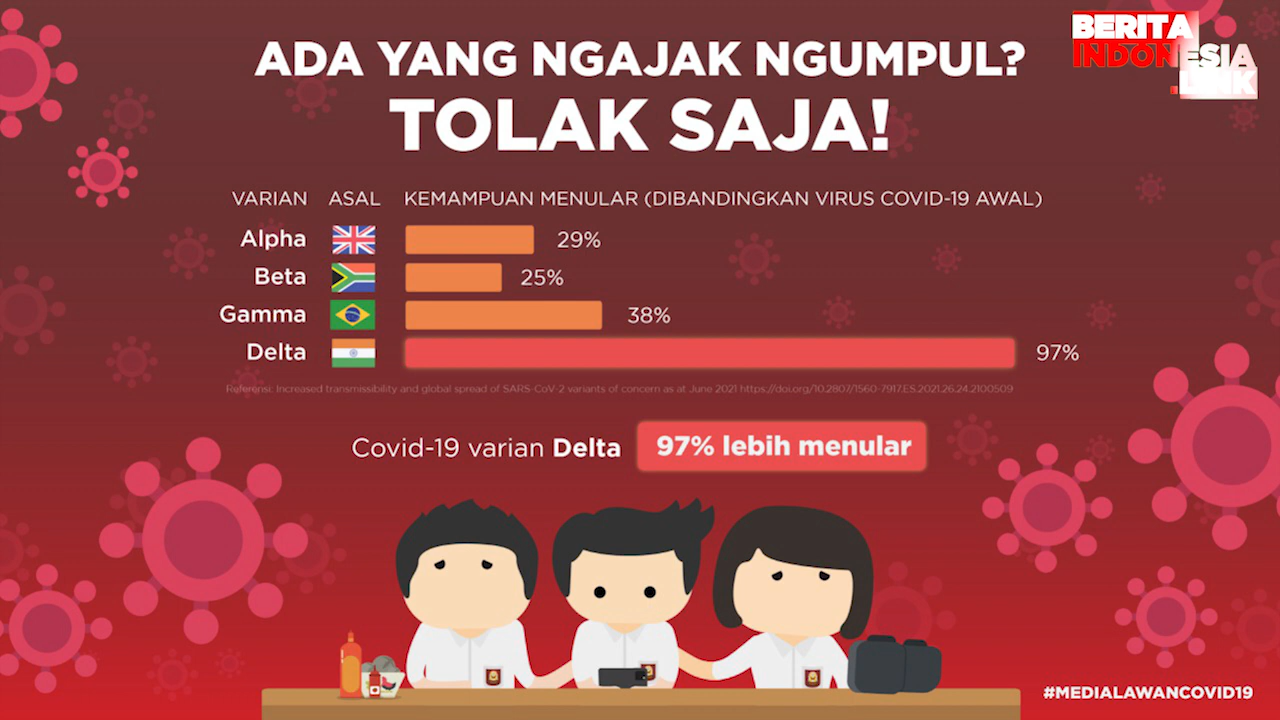 BERITA
INDONESIA
.LINK
ADA YANG NGAJAK NGUMPUL?
TOLAK SAJA!
VARIAN ASAL KEMAMPUAN MENULAR (DIBANDINGKAN VIRUS COVID-19 AWAL)
Alpha 29%
Beta 25%
Gamma 38%
Delta 97%
Referensi: Increased transmissibility and global spread of SARS-CoV-2 variants of concern as at June 2021 https://doi.org/10.2807/1560-7917.ES.2021.26.24.2100509
Covid-19 varian Delta 97% lebih menular
#MEDIALAWANCOVID19